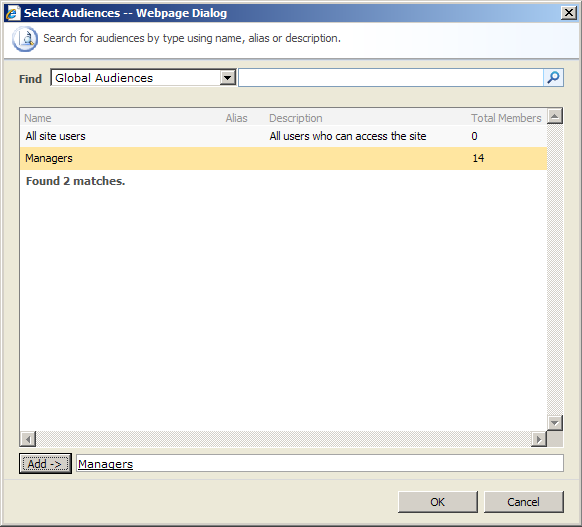 Select Audiences -- Webpage Dialog
Search for audiences by type using name, alias or description.
Find Global Audiences
Name Alias Description Total Members
All site users All users who can access the site 0
Managers 14
Found 2 matches.
Add -> Managers
OK Cancel